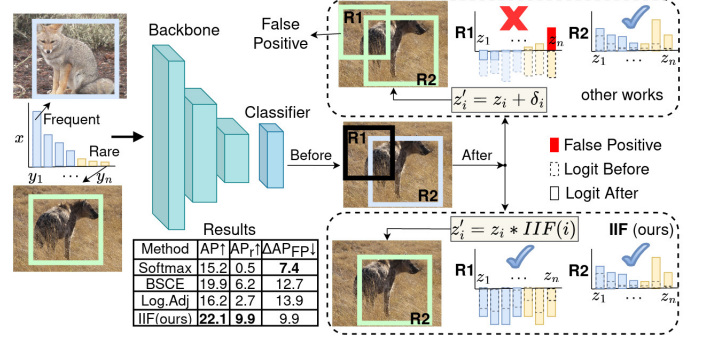 Backbone
Classifier
Frequent
x
Rare
y₁ ... yₙ
False
Positive
R1
R2
z'ᵢ = zᵢ + δᵢ
R1
z₁ ... zₙ
R2
z₁ ... zₙ
other works
Before
R1
R2
After
False Positive
Logit Before
Logit After
z'ᵢ = zᵢ * IIF(i)
IIF (ours)
R2
R1
z₁ ... zₙ
R2
z₁ ... zₙ
Results
Method AP↑ APᵣ↑ ΔAP_FP↓
Softmax 15.2 0.5 7.4
BSCE 19.9 6.2 12.7
Log.Adj 16.2 2.7 13.9
IIF(ours) 22.1 9.9 9.9